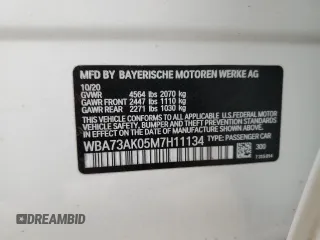 MFD BY BAYERISCHE MOTOREN WERKE AG
10/20
GVWR 4564 lbs 2070 kg
GAWR FRONT 2447 lbs 1110 kg
GAWR REAR 2271 lbs 1030 kg
THIS VEHICLE CONFORMS TO ALL APPLICABLE U.S. FEDERAL MOTOR
VEHICLE SAFETY, BUMPER, AND THEFT PREVENTION STANDARDS
IN EFFECT ON THE DATE OF MANUFACTURE SHOWN ABOVE.
WBA73AK05M7H11134 TYPE: PASSENGER CAR
300
DREAMBID
DREAMBID